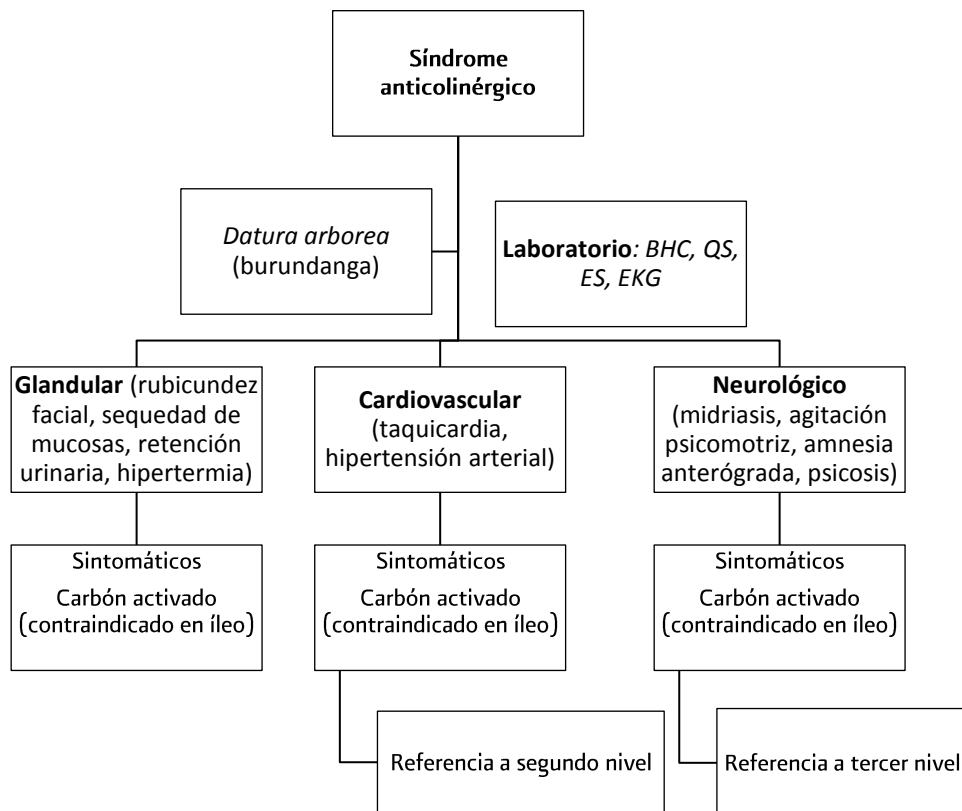 Síndrome
anticolinérgico
Datura arborea
(burundanga)
Laboratorio: BHC, QS,
ES, EKG
Glandular (rubicundez
facial, sequedad de
mucosas, retención
urinaria, hipertermia)
Cardiovascular
(taquicardia,
hipertensión arterial)
Neurológico
(midriasis, agitación
psicomotriz, amnesia
anterógrada, psicosis)
Sintomáticos
Carbón activado
(contraindicado en íleo)
Sintomáticos
Carbón activado
(contraindicado en íleo)
Sintomáticos
Carbón activado
(contraindicado en íleo)
Referencia a segundo nivel
Referencia a tercer nivel